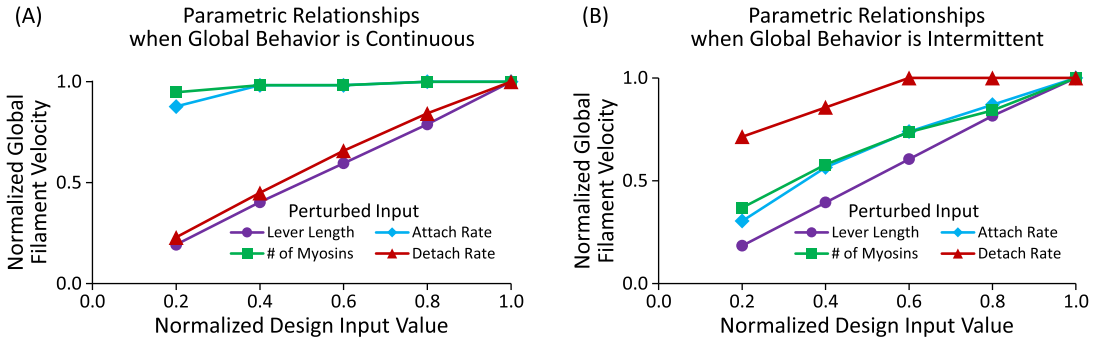 (A)
Parametric Relationships
when Global Behavior is Continuous
Normalized Global
Filament Velocity
1.0
0.5
0.0
Perturbed Input
Lever Length
Attach Rate
# of Myosins
Detach Rate
0.0 0.2 0.4 0.6 0.8 1.0
Normalized Design Input Value
(B)
Parametric Relationships
when Global Behavior is Intermittent
Normalized Global
Filament Velocity
1.0
0.5
0.0
Perturbed Input
Lever Length
Attach Rate
# of Myosins
Detach Rate
0.0 0.2 0.4 0.6 0.8 1.0
Normalized Design Input Value